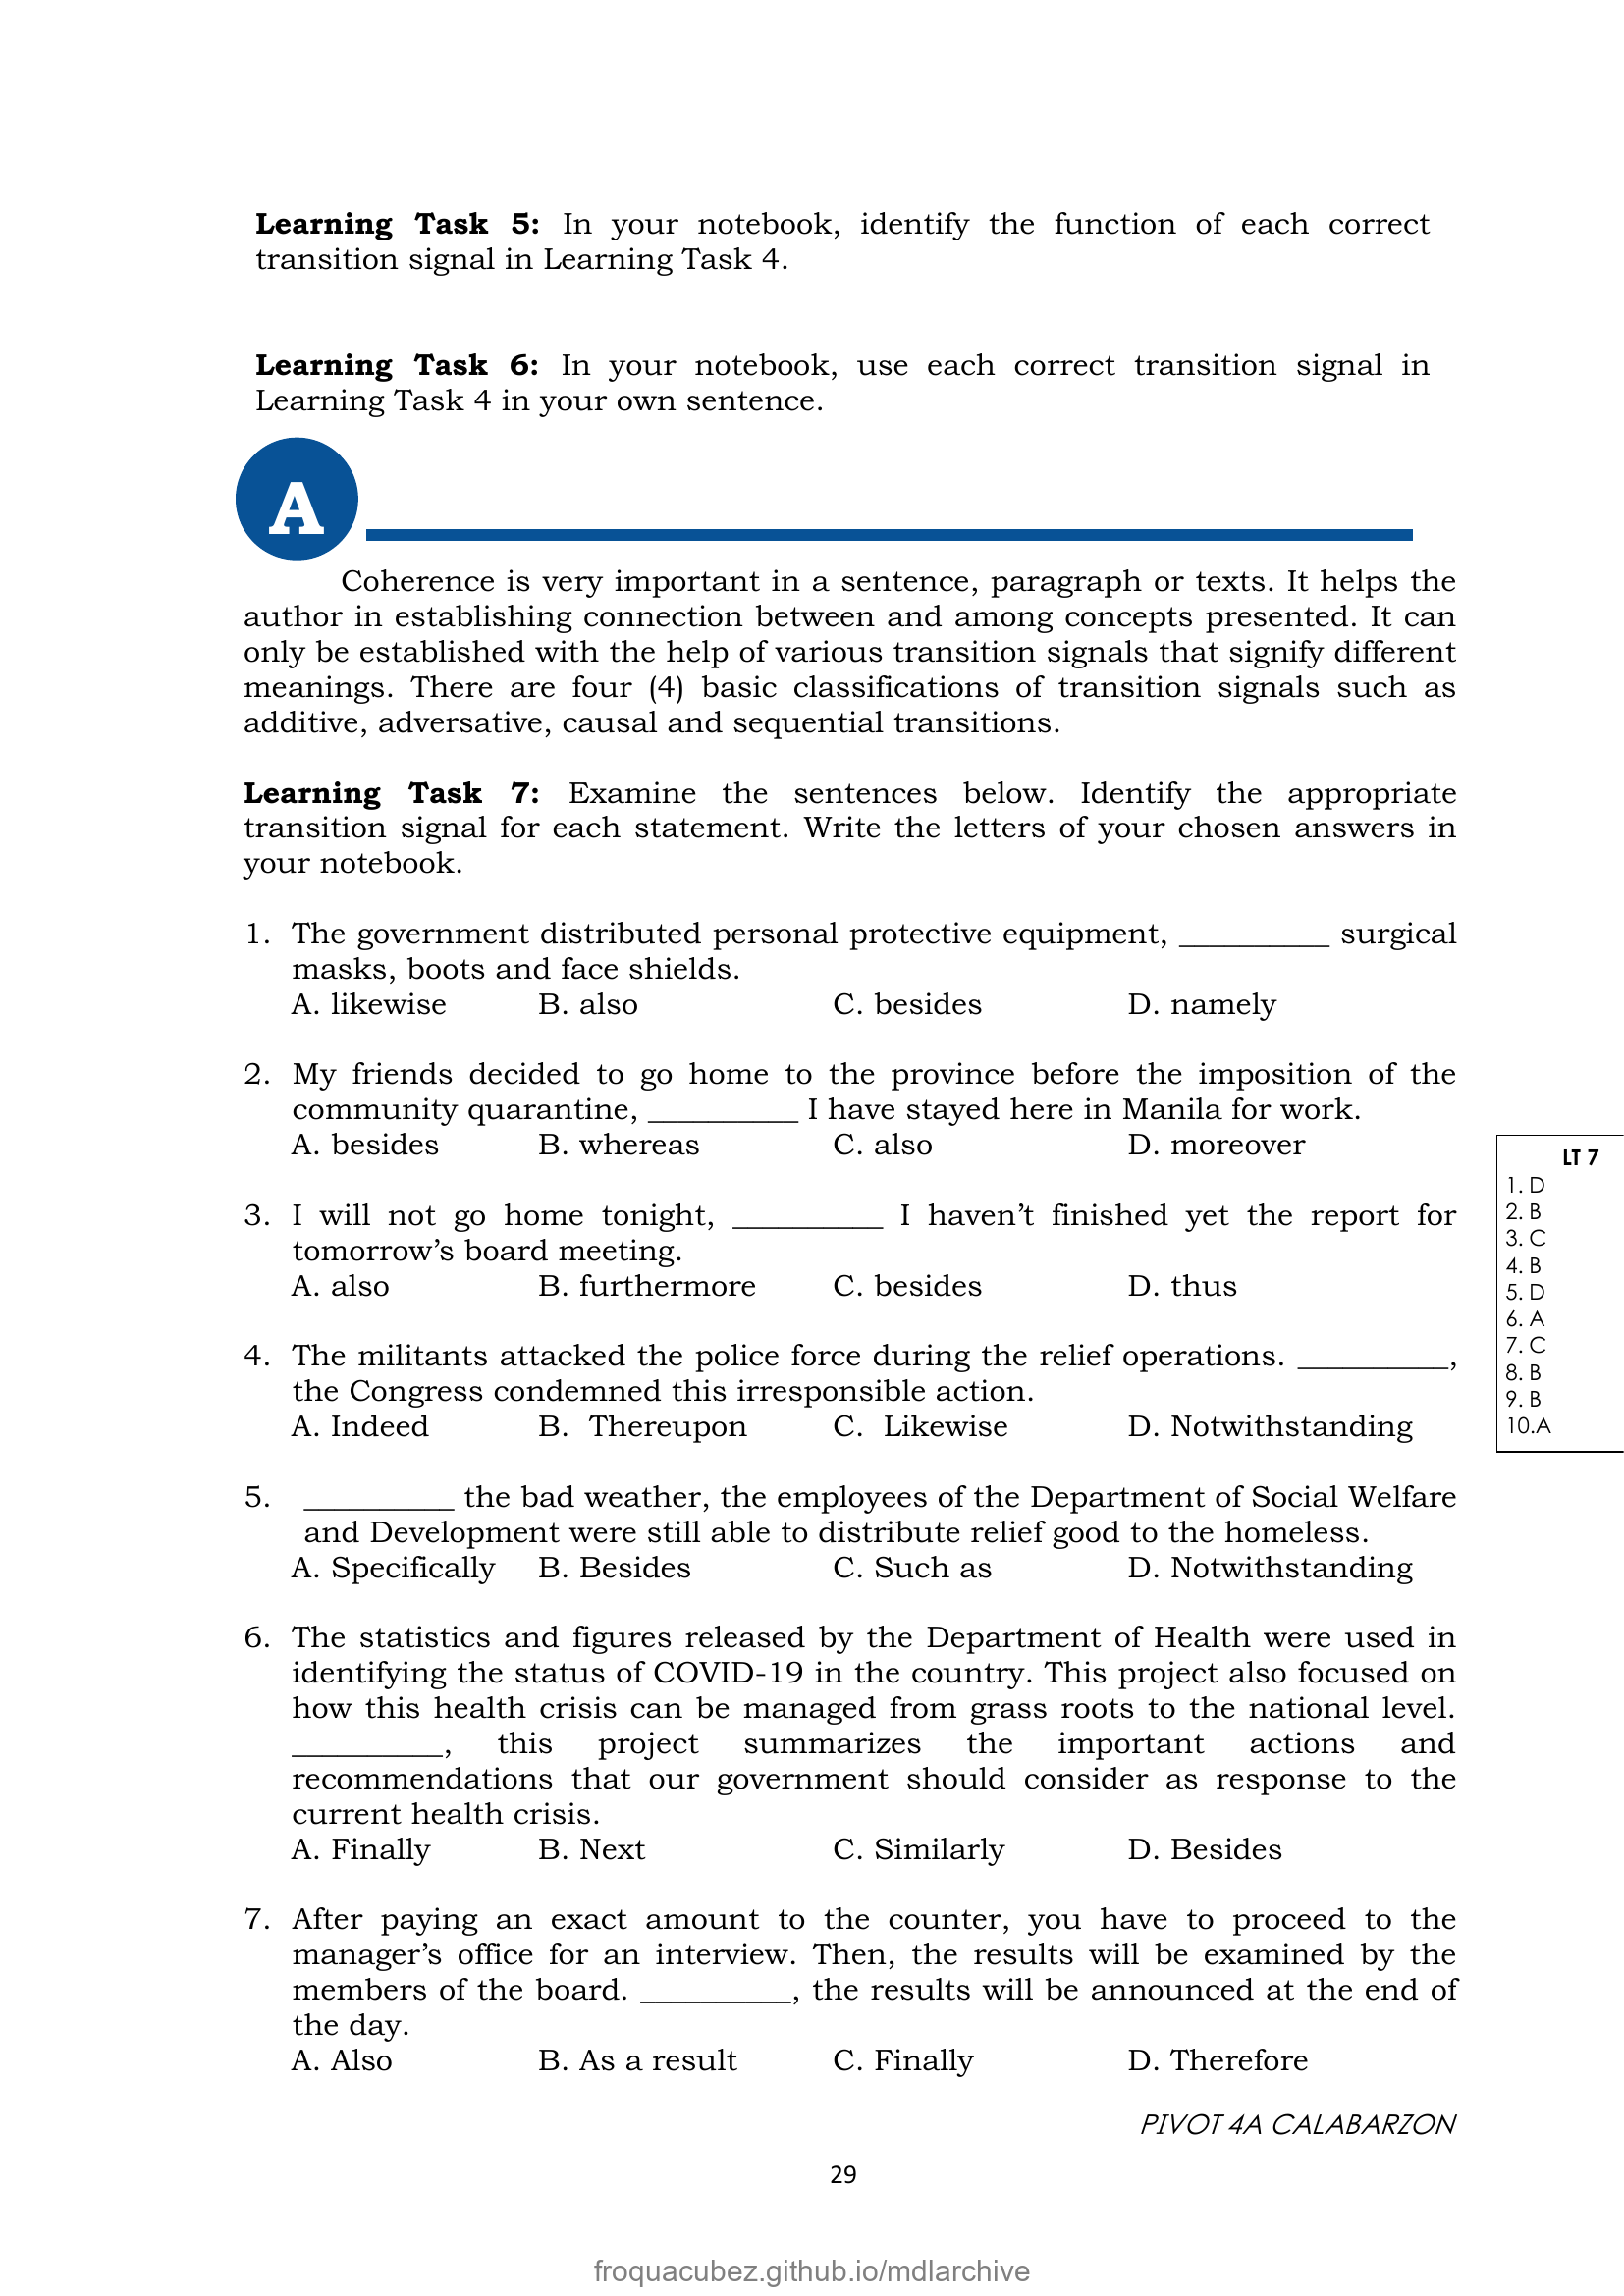 Learning Task 5: In your notebook, identify the function of each correct
transition signal in Learning Task 4.
Learning Task 6: In your notebook, use each correct transition signal in
Learning Task 4 in your own sentence.
A
Coherence is very important in a sentence, paragraph or texts. It helps the
author in establishing connection between and among concepts presented. It can
only be established with the help of various transition signals that signify different
meanings. There are four (4) basic classifications of transition signals such as
additive, adversative, causal and sequential transitions.
Learning Task 7: Examine the sentences below. Identify the appropriate
transition signal for each statement. Write the letters of your chosen answers in
your notebook.
1. The government distributed personal protective equipment, __________ surgical
masks, boots and face shields.
A. likewise B. also C. besides D. namely
2. My friends decided to go home to the province before the imposition of the
community quarantine, __________ I have stayed here in Manila for work.
A. besides B. whereas C. also D. moreover
3. I will not go home tonight, __________ I haven’t finished yet the report for
tomorrow’s board meeting.
A. also B. furthermore C. besides D. thus
4. The militants attacked the police force during the relief operations. __________,
the Congress condemned this irresponsible action.
A. Indeed B. Thereupon C. Likewise D. Notwithstanding
5. __________ the bad weather, the employees of the Department of Social Welfare
and Development were still able to distribute relief good to the homeless.
A. Specifically B. Besides C. Such as D. Notwithstanding
6. The statistics and figures released by the Department of Health were used in
identifying the status of COVID-19 in the country. This project also focused on
how this health crisis can be managed from grass roots to the national level.
__________, this project summarizes the important actions and
recommendations that our government should consider as response to the
current health crisis.
A. Finally B. Next C. Similarly D. Besides
7. After paying an exact amount to the counter, you have to proceed to the
manager’s office for an interview. Then, the results will be examined by the
members of the board. __________, the results will be announced at the end of
the day.
A. Also B. As a result C. Finally D. Therefore
LT 7
1. D
2. B
3. C
4. B
5. D
6. A
7. C
8. B
9. B
10.A
PIVOT 4A CALABARZON
29
froquacubez.github.io/mdlarchive